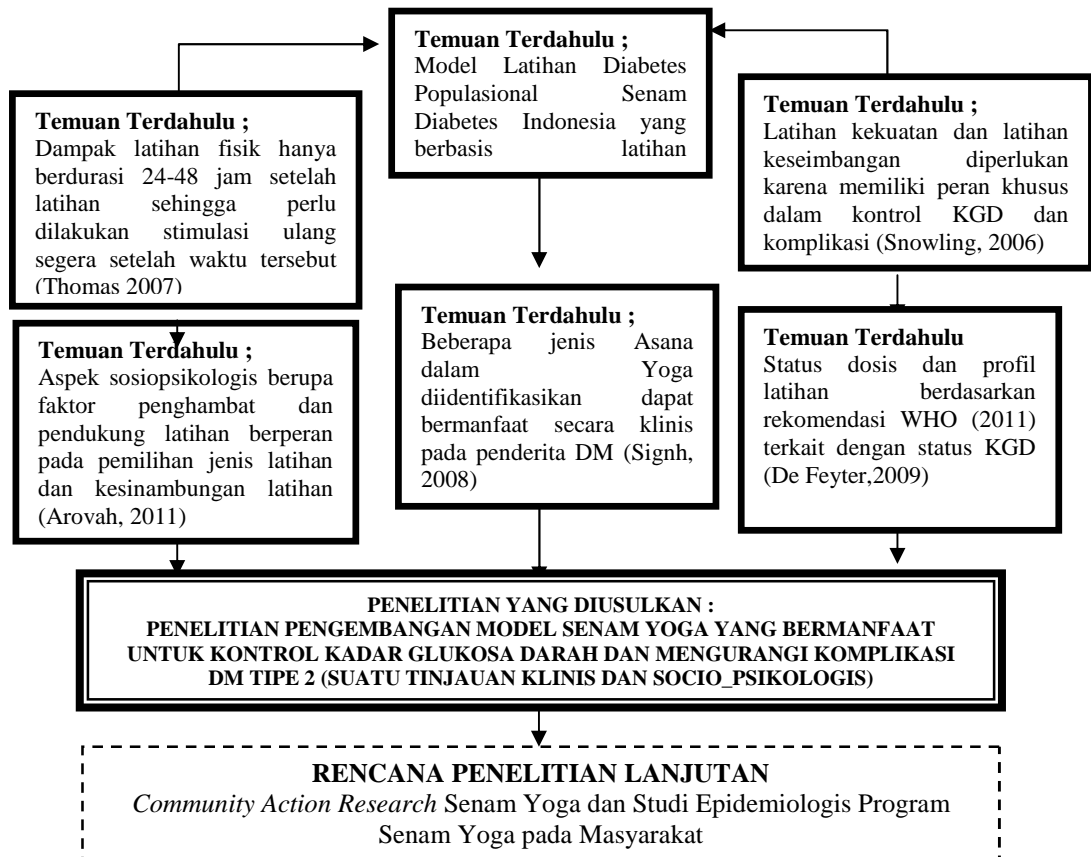 Temuan Terdahulu ;
Model Latihan Diabetes
Populasional Senam
Diabetes Indonesia yang
berbasis latihan
Temuan Terdahulu ;
Dampak latihan fisik hanya
berdurasi 24-48 jam setelah
latihan sehingga perlu
dilakukan stimulasi ulang
segera setelah waktu tersebut
(Thomas 2007)
Temuan Terdahulu ;
Latihan kekuatan dan latihan
keseimbangan diperlukan
karena memiliki peran khusus
dalam kontrol KGD dan
komplikasi (Snowling, 2006)
Temuan Terdahulu ;
Aspek sosiopsikologis berupa
faktor penghambat dan
pendukung latihan berperan
pada pemilihan jenis latihan
dan kesinambungan latihan
(Arovah, 2011)
Temuan Terdahulu ;
Beberapa jenis Asana
dalam Yoga
diidentifikasikan dapat
bermanfaat secara klinis
pada penderita DM (Signh,
2008)
Temuan Terdahulu
Status dosis dan profil
latihan berdasarkan
rekomendasi WHO (2011)
terkait dengan status KGD
(De Feyter,2009)
PENELITIAN YANG DIUSULKAN :
PENELITIAN PENGEMBANGAN MODEL SENAM YOGA YANG BERMANFAAT
UNTUK KONTROL KADAR GLUKOSA DARAH DAN MENGURANGI KOMPLIKASI
DM TIPE 2 (SUATU TINJAUAN KLINIS DAN SOCIO_PSIKOLOGIS)
RENCANA PENELITIAN LANJUTAN
Community Action Research Senam Yoga dan Studi Epidemiologis Program
Senam Yoga pada Masyarakat